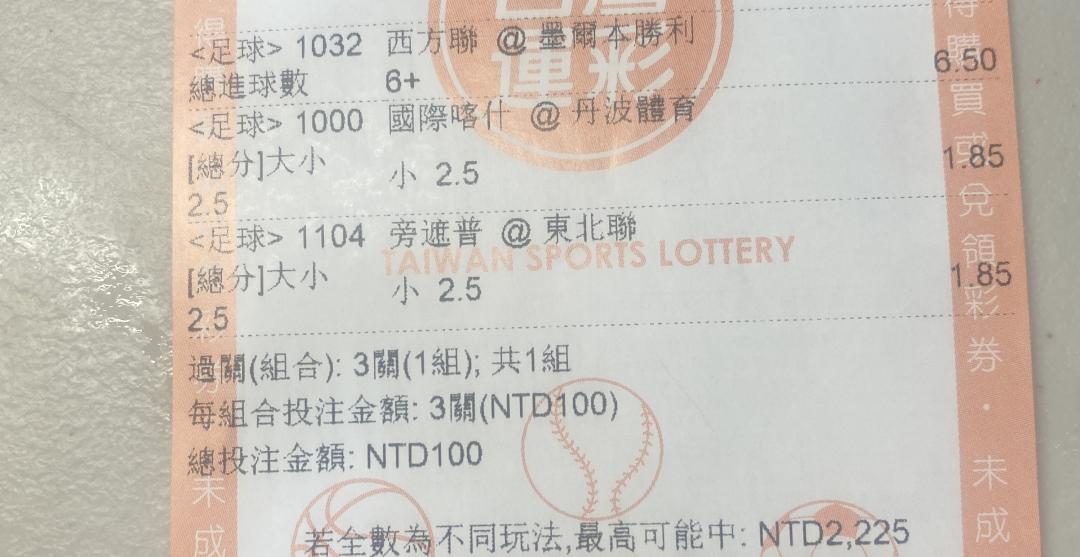 <足球> 1032 西方聯 @ 墨爾本勝利
總進球數 6+ 6.50
<足球> 1000 國際喀什 @ 丹波體育
[總分]大小 小 2.5 1.85
2.5
<足球> 1104 旁遮普 @ 東北聯
TAIWAN SPORTS LOTTERY
[總分]大小 小 2.5 1.85
2.5
過關(組合): 3關(1組); 共1組
每組合投注金額: 3關(NTD100)
總投注金額: NTD100
若全數為不同玩法,最高可能中: NTD2,225
運彩
得購買或兌領彩券．未成
未成